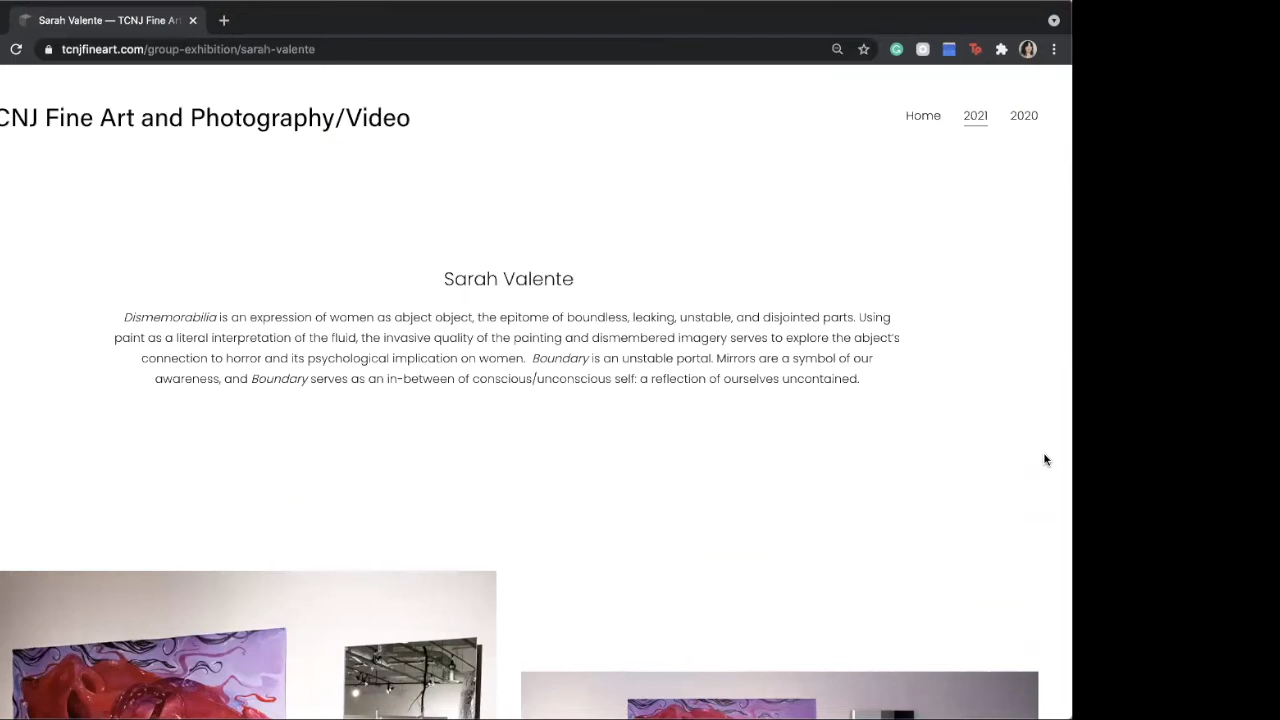 Sarah Valente — TCNJ Fine Ar
tcnjfineart.com/group-exhibition/sarah-valente
CNJ Fine Art and Photography/Video
Home 2021 2020
Sarah Valente
Dismemorabilia is an expression of women as abject object, the epitome of boundless, leaking, unstable, and disjointed parts. Using
paint as a literal interpretation of the fluid, the invasive quality of the painting and dismembered imagery serves to explore the abject's
connection to horror and its psychological implication on women. Boundary is an unstable portal. Mirrors are a symbol of our
awareness, and Boundary serves as an in-between of conscious/unconscious self: a reflection of ourselves uncontained.